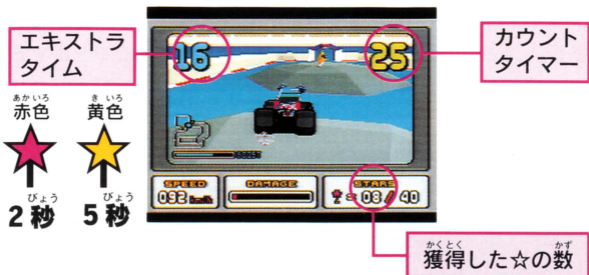 エキストラ
タイム
カウント
タイマー
16
25
あかいろ
赤色
きいろ
黄色
びょう
2秒
びょう
5秒
SPEED
092 km/h
DAMAGE
STARS
= 08 / 40
かくとく かず
獲得した☆の数